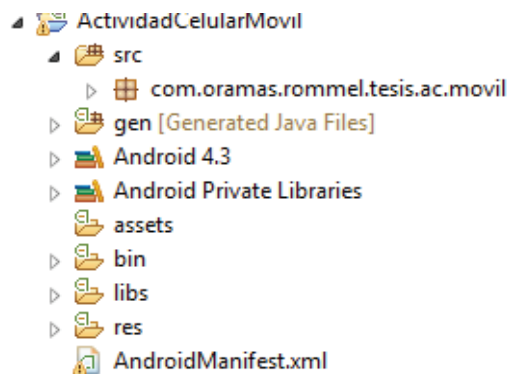 ActividadCelularMovil
src
com.oramas.rommel.tesis.ac.movil
gen [Generated Java Files]
Android 4.3
Android Private Libraries
assets
bin
libs
res
AndroidManifest.xml